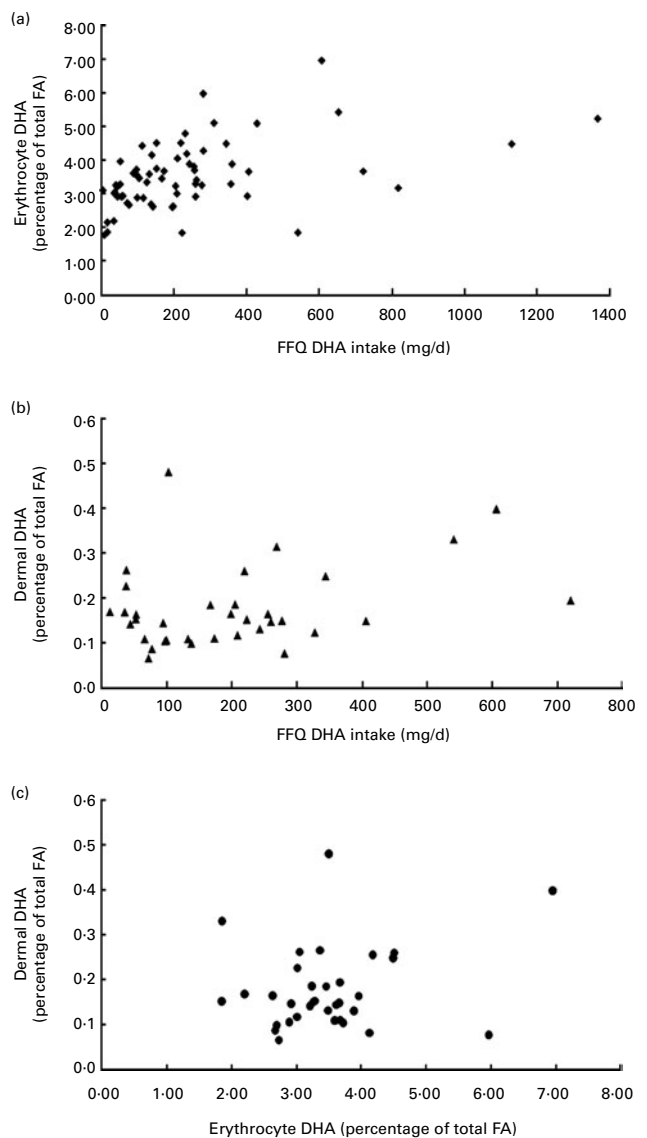 (a)
Erythrocyte DHA
(percentage of total FA)
8·00
7·00
6·00
5·00
4·00
3·00
2·00
1·00
0·00
0 200 400 600 800 1000 1200 1400
FFQ DHA intake (mg/d)
(b)
Dermal DHA
(percentage of total FA)
0·6
0·5
0·4
0·3
0·2
0·1
0·0
0 100 200 300 400 500 600 700 800
FFQ DHA intake (mg/d)
(c)
Dermal DHA
(percentage of total FA)
0·6
0·5
0·4
0·3
0·2
0·1
0·0
0·00 1·00 2·00 3·00 4·00 5·00 6·00 7·00 8·00
Erythrocyte DHA (percentage of total FA)